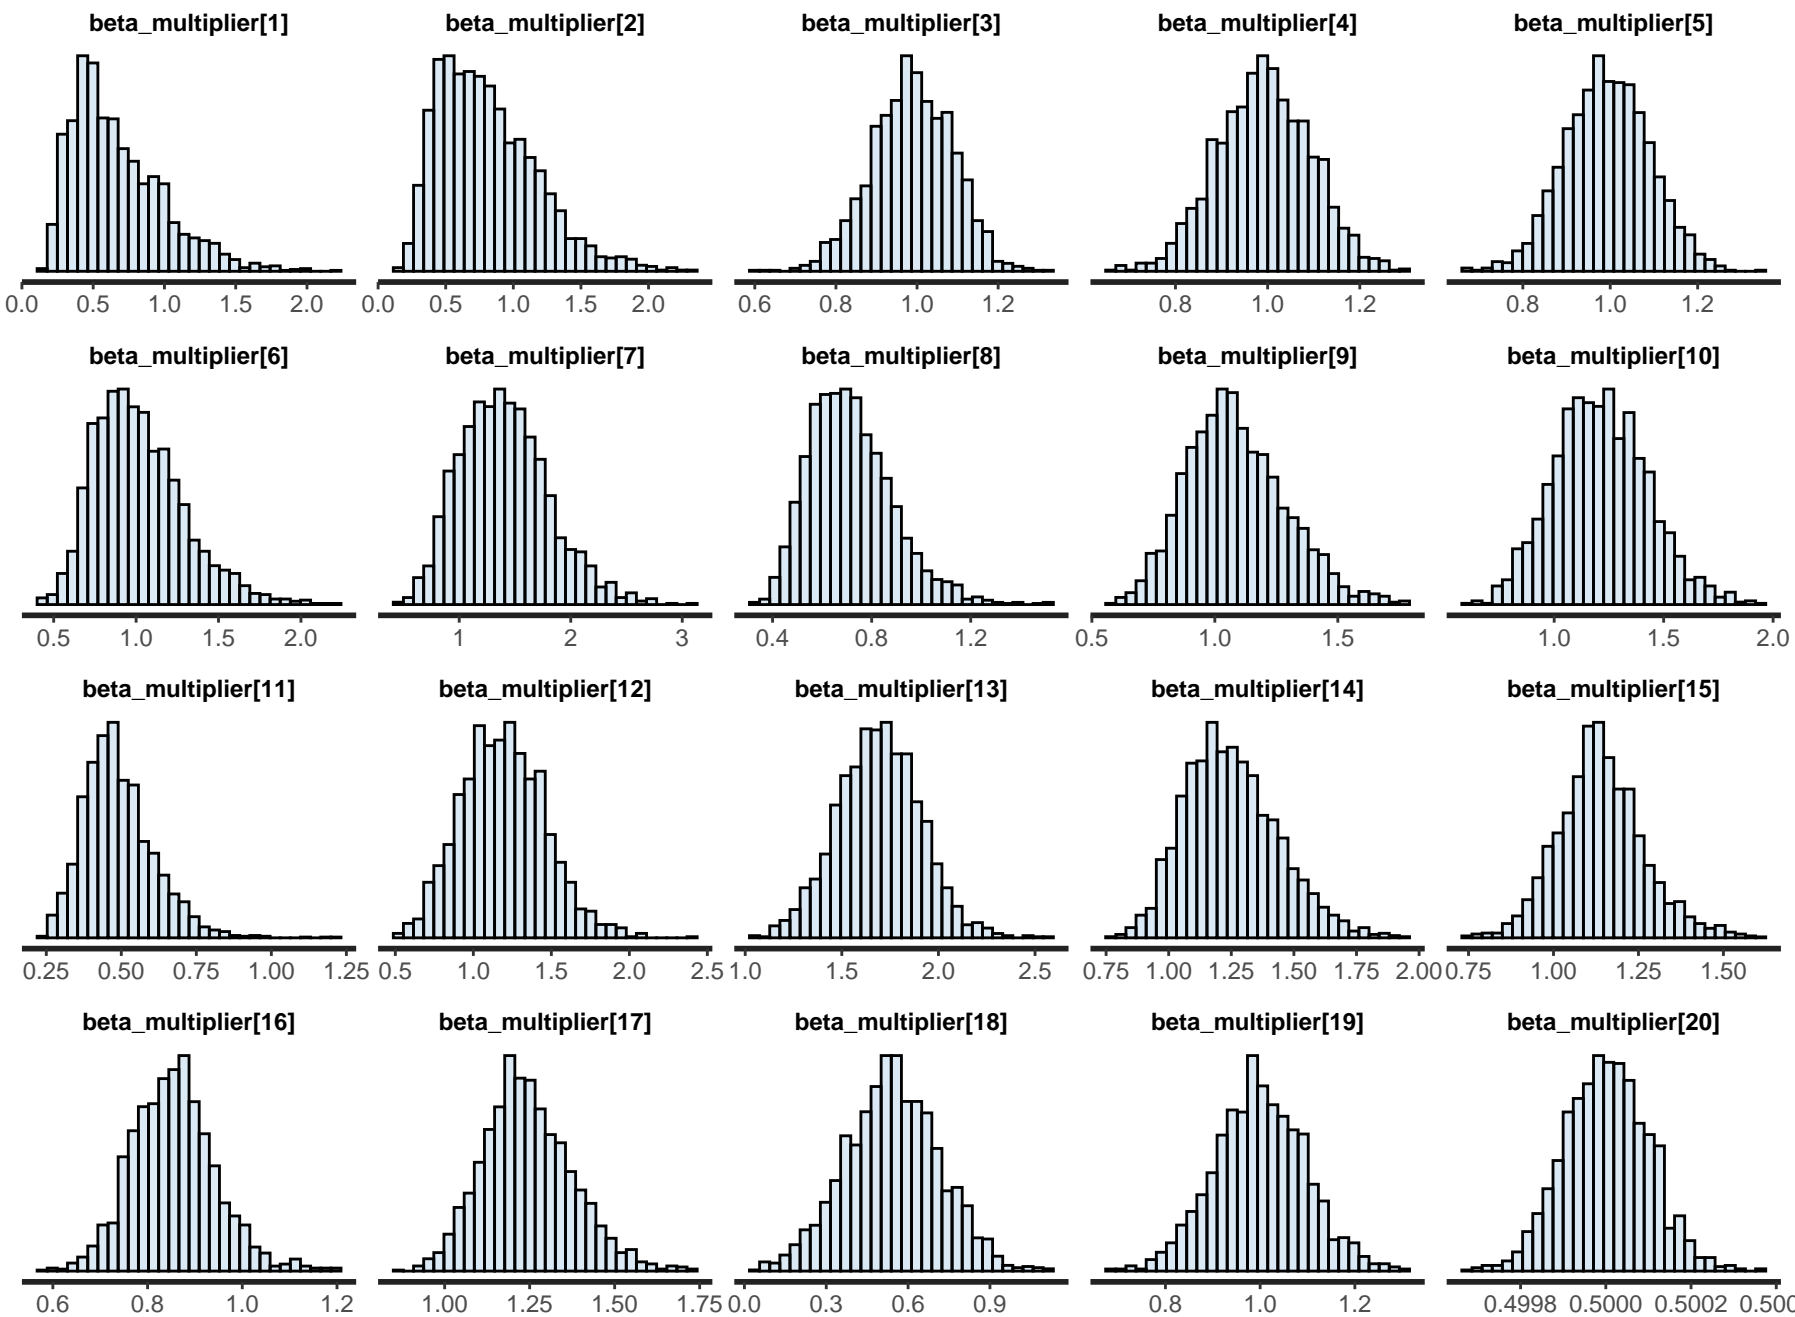 beta_multiplier[1] beta_multiplier[2] beta_multiplier[3] beta_multiplier[4] beta_multiplier[5]
0.0 0.5 1.0 1.5 2.0 0.0 0.5 1.0 1.5 2.0 0.6 0.8 1.0 1.2 0.8 1.0 1.2 0.8 1.0 1.2
beta_multiplier[6] beta_multiplier[7] beta_multiplier[8] beta_multiplier[9] beta_multiplier[10]
0.5 1.0 1.5 2.0 1 2 3 0.4 0.8 1.2 0.5 1.0 1.5 1.0 1.5 2.0
beta_multiplier[11] beta_multiplier[12] beta_multiplier[13] beta_multiplier[14] beta_multiplier[15]
0.25 0.50 0.75 1.00 1.25 0.5 1.0 1.5 2.0 2.5 1.0 1.5 2.0 2.5 0.75 1.00 1.25 1.50 1.75 2.00 0.75 1.00 1.25 1.50
beta_multiplier[16] beta_multiplier[17] beta_multiplier[18] beta_multiplier[19] beta_multiplier[20]
0.6 0.8 1.0 1.2 1.00 1.25 1.50 1.75 0.0 0.3 0.6 0.9 0.8 1.0 1.2 0.4998 0.5000 0.5002